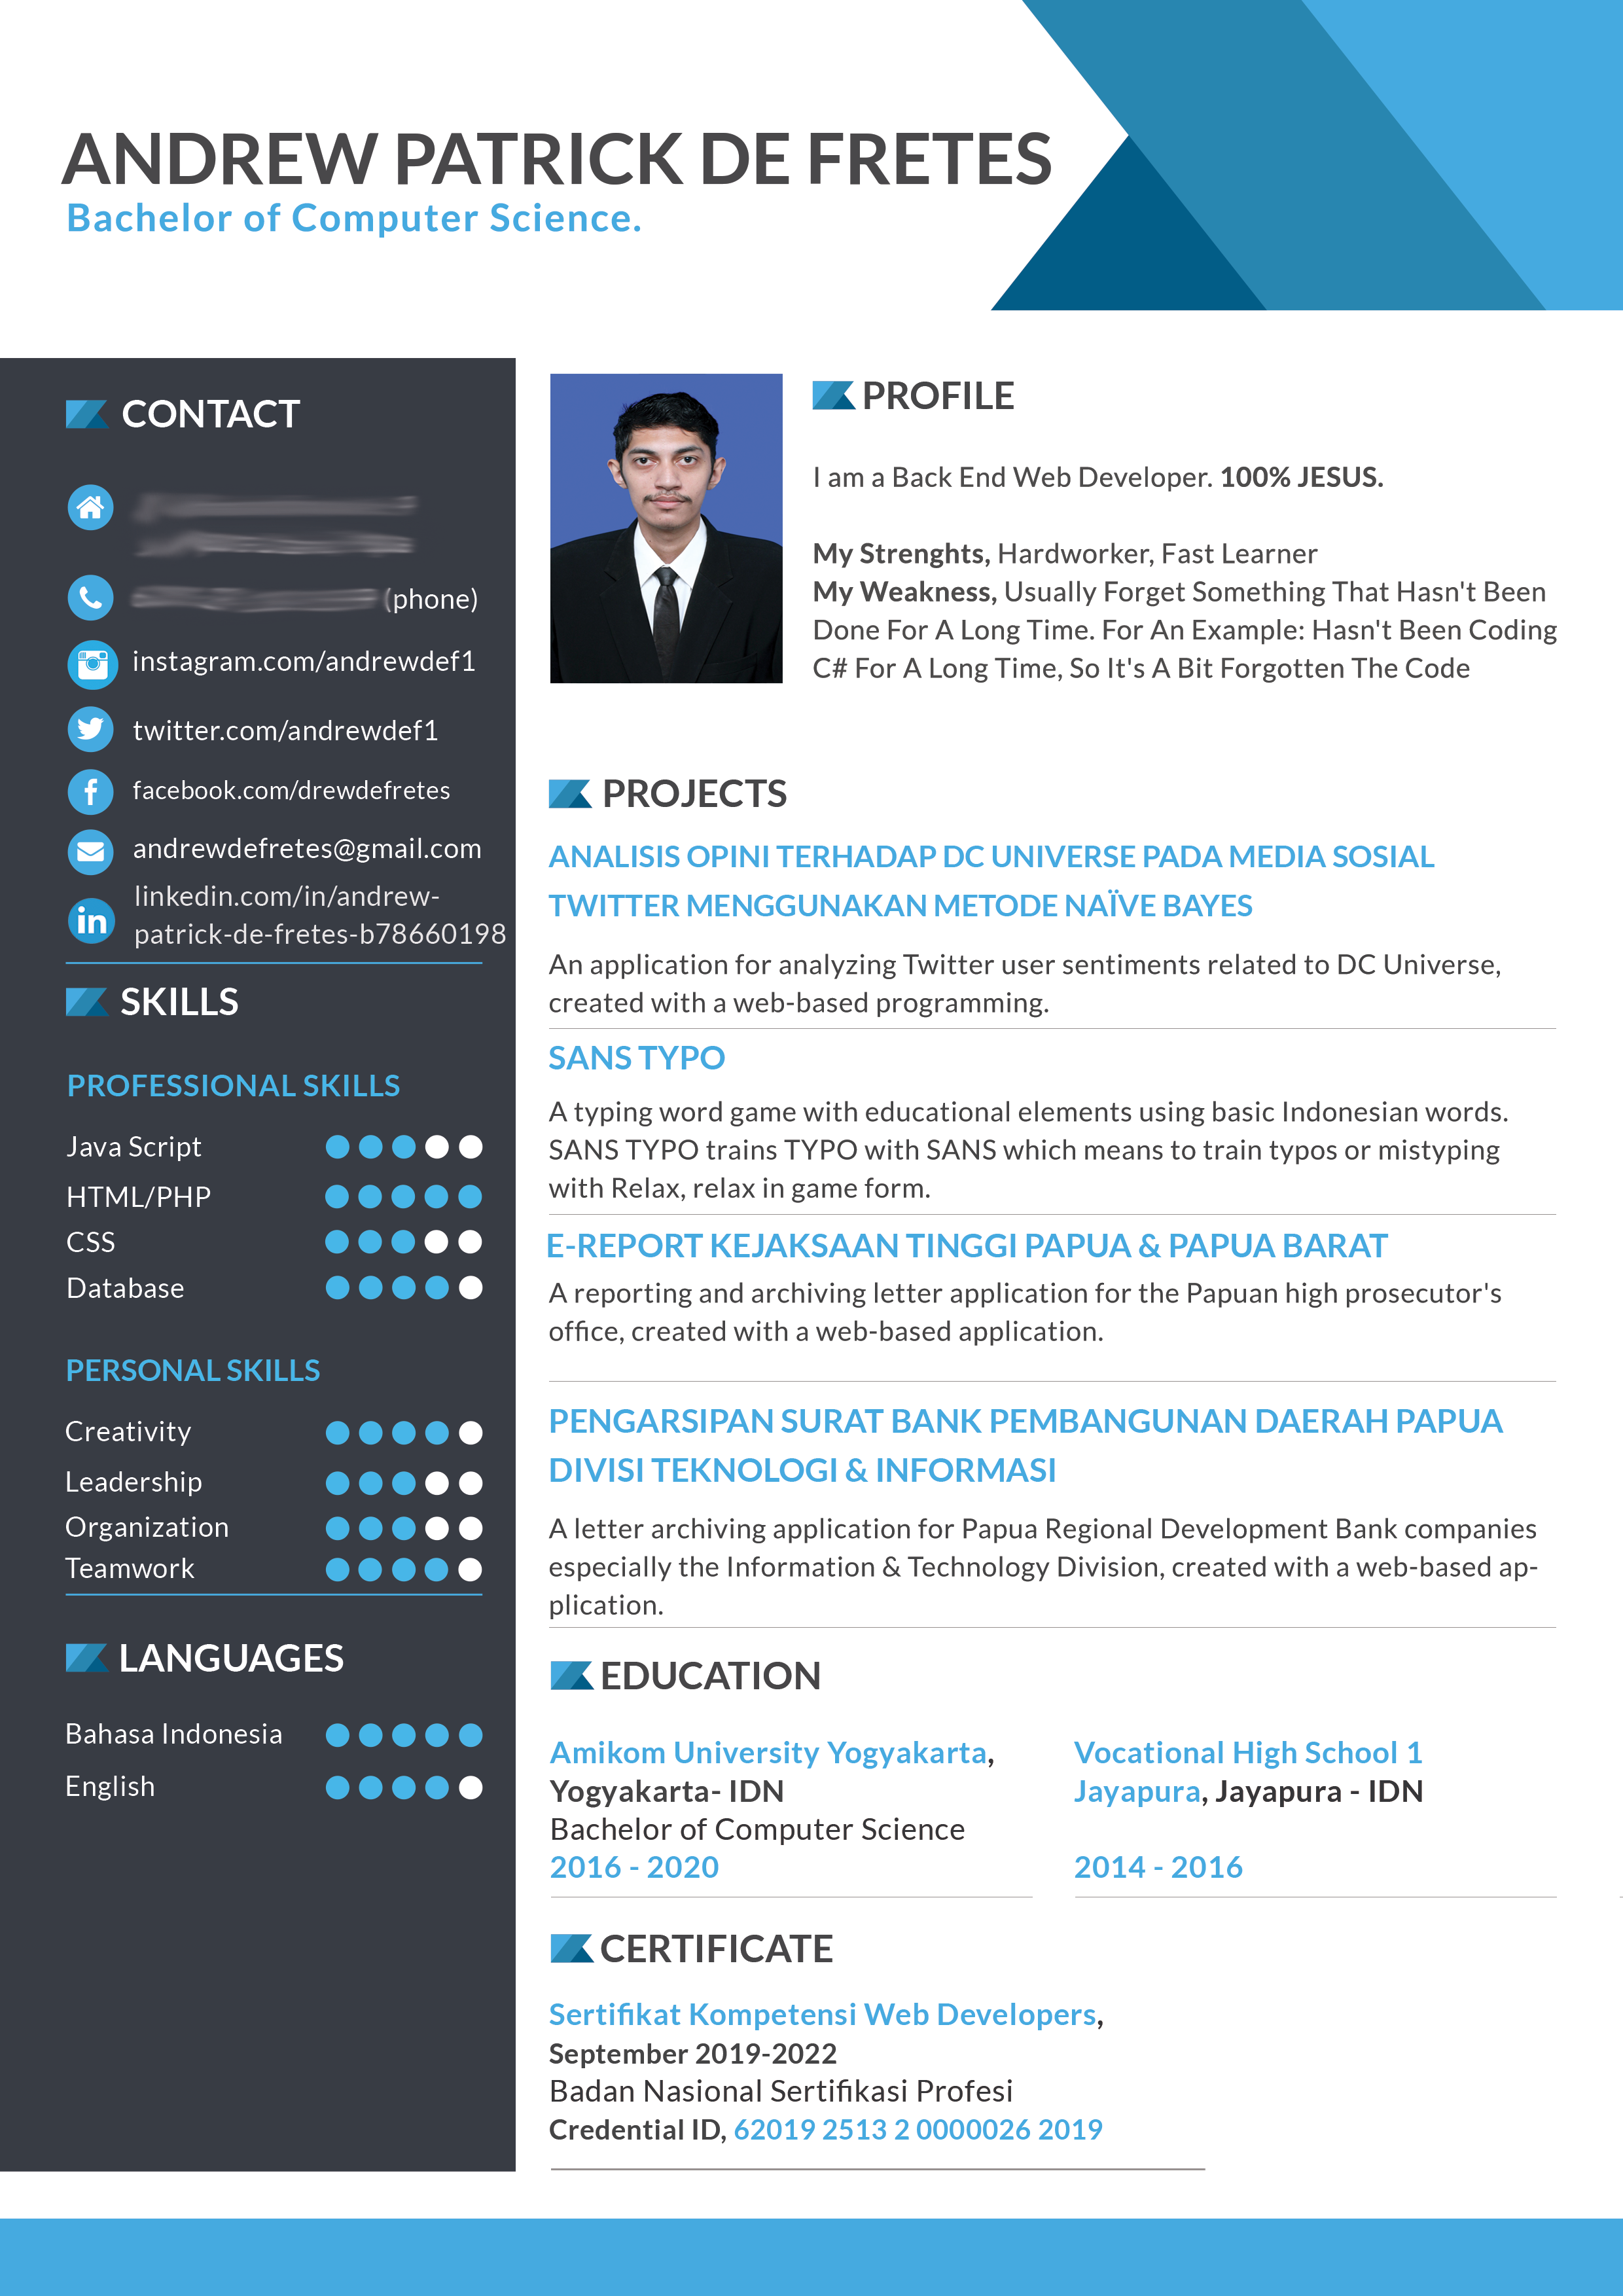 ANDREW PATRICK DE FRETES
Bachelor of Computer Science.
CONTACT
(phone)
instagram.com/andrewdef1
twitter.com/andrewdef1
facebook.com/drewdefretes
andrewdefretes@gmail.com
linkedin.com/in/andrew-
patrick-de-fretes-b78660198
SKILLS
PROFESSIONAL SKILLS
Java Script
HTML/PHP
CSS
Database
PERSONAL SKILLS
Creativity
Leadership
Organization
Teamwork
LANGUAGES
Bahasa Indonesia
English
PROFILE
I am a Back End Web Developer. 100% JESUS.
My Strenghts, Hardworker, Fast Learner
My Weakness, Usually Forget Something That Hasn't Been
Done For A Long Time. For An Example: Hasn't Been Coding
C# For A Long Time, So It's A Bit Forgotten The Code
PROJECTS
ANALISIS OPINI TERHADAP DC UNIVERSE PADA MEDIA SOSIAL
TWITTER MENGGUNAKAN METODE NAÏVE BAYES
An application for analyzing Twitter user sentiments related to DC Universe,
created with a web-based programming.
SANS TYPO
A typing word game with educational elements using basic Indonesian words.
SANS TYPO trains TYPO with SANS which means to train typos or mistyping
with Relax, relax in game form.
E-REPORT KEJAKSAAN TINGGI PAPUA & PAPUA BARAT
A reporting and archiving letter application for the Papuan high prosecutor's
office, created with a web-based application.
PENGARSIPAN SURAT BANK PEMBANGUNAN DAERAH PAPUA
DIVISI TEKNOLOGI & INFORMASI
A letter archiving application for Papua Regional Development Bank companies
especially the Information & Technology Division, created with a web-based ap-
plication.
EDUCATION
Amikom University Yogyakarta,
Yogyakarta- IDN
Bachelor of Computer Science
2016 - 2020
Vocational High School 1
Jayapura, Jayapura - IDN
2014 - 2016
CERTIFICATE
Sertifikat Kompetensi Web Developers,
September 2019-2022
Badan Nasional Sertifikasi Profesi
Credential ID, 62019 2513 2 0000026 2019